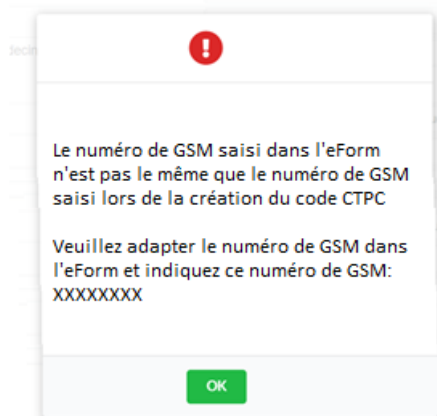 !
Le numéro de GSM saisi dans l'eForm
n'est pas le même que le numéro de GSM
saisi lors de la création du code CTPC
Veuillez adapter le numéro de GSM dans
l'eForm et indiquez ce numéro de GSM:
XXXXXXXX
OK